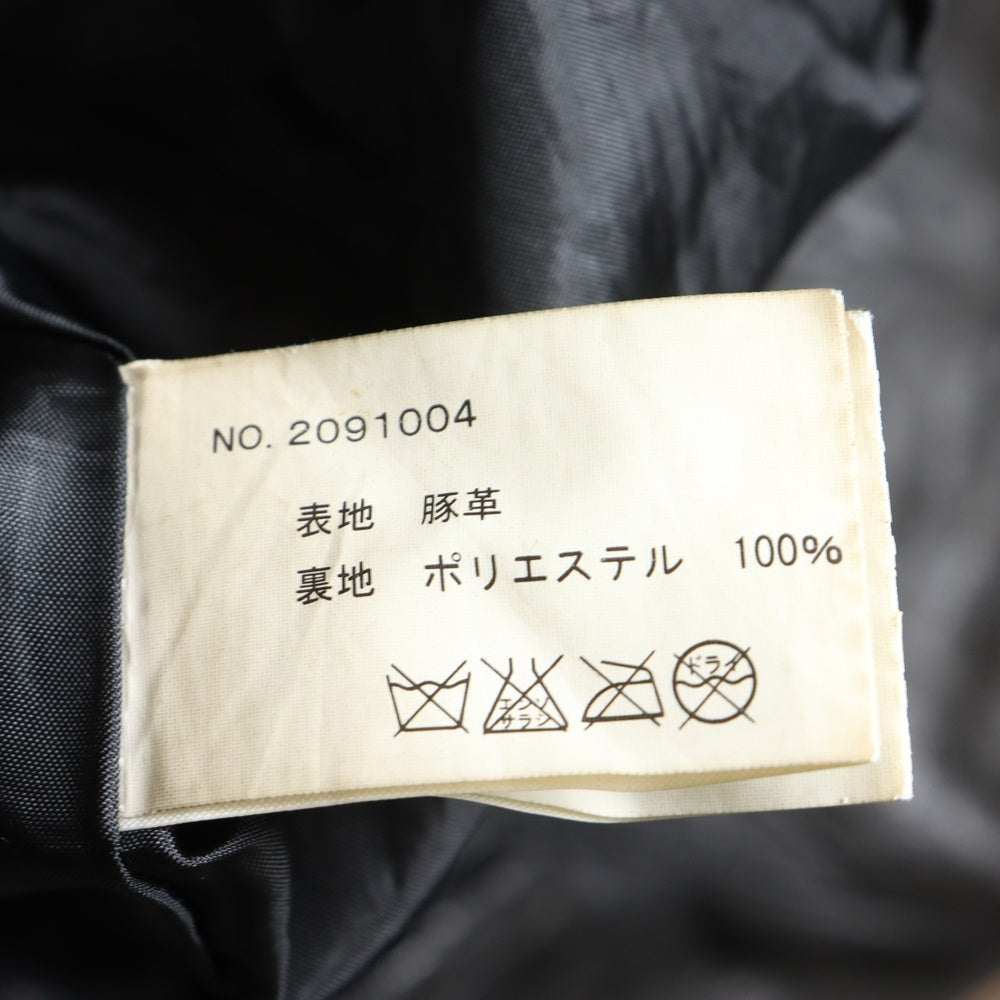 NO. 2091004
表地 豚革
裏地 ポリエステル 100%
エンソ サラシ ドライ